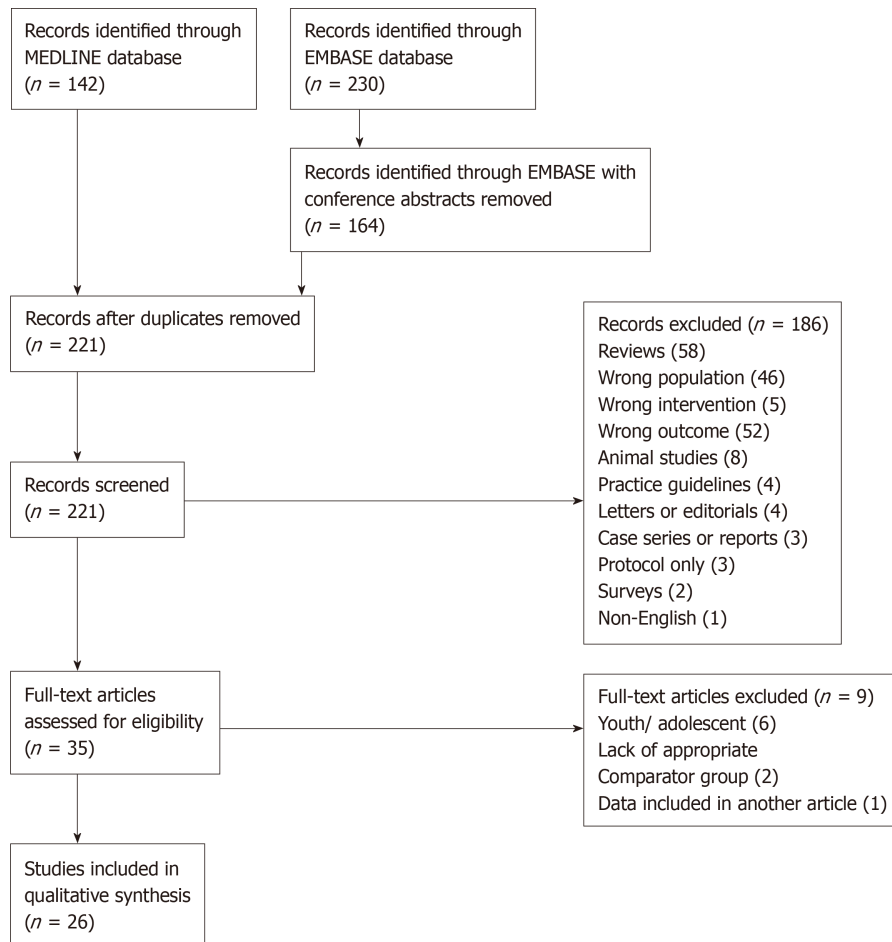 Records identified through
MEDLINE database
(n = 142)
Records identified through
EMBASE database
(n = 230)
Records identified through EMBASE with
conference abstracts removed
(n = 164)
Records after duplicates removed
(n = 221)
Records screened
(n = 221)
Records excluded (n = 186)
Reviews (58)
Wrong population (46)
Wrong intervention (5)
Wrong outcome (52)
Animal studies (8)
Practice guidelines (4)
Letters or editorials (4)
Case series or reports (3)
Protocol only (3)
Surveys (2)
Non-English (1)
Full-text articles
assessed for eligibility
(n = 35)
Full-text articles excluded (n = 9)
Youth/ adolescent (6)
Lack of appropriate
Comparator group (2)
Data included in another article (1)
Studies included in
qualitative synthesis
(n = 26)